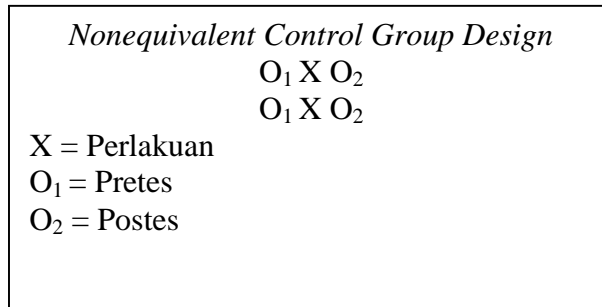 Nonequivalent Control Group Design
O₁ X O₂
O₁ X O₂
X = Perlakuan
O₁ = Pretes
O₂ = Postes